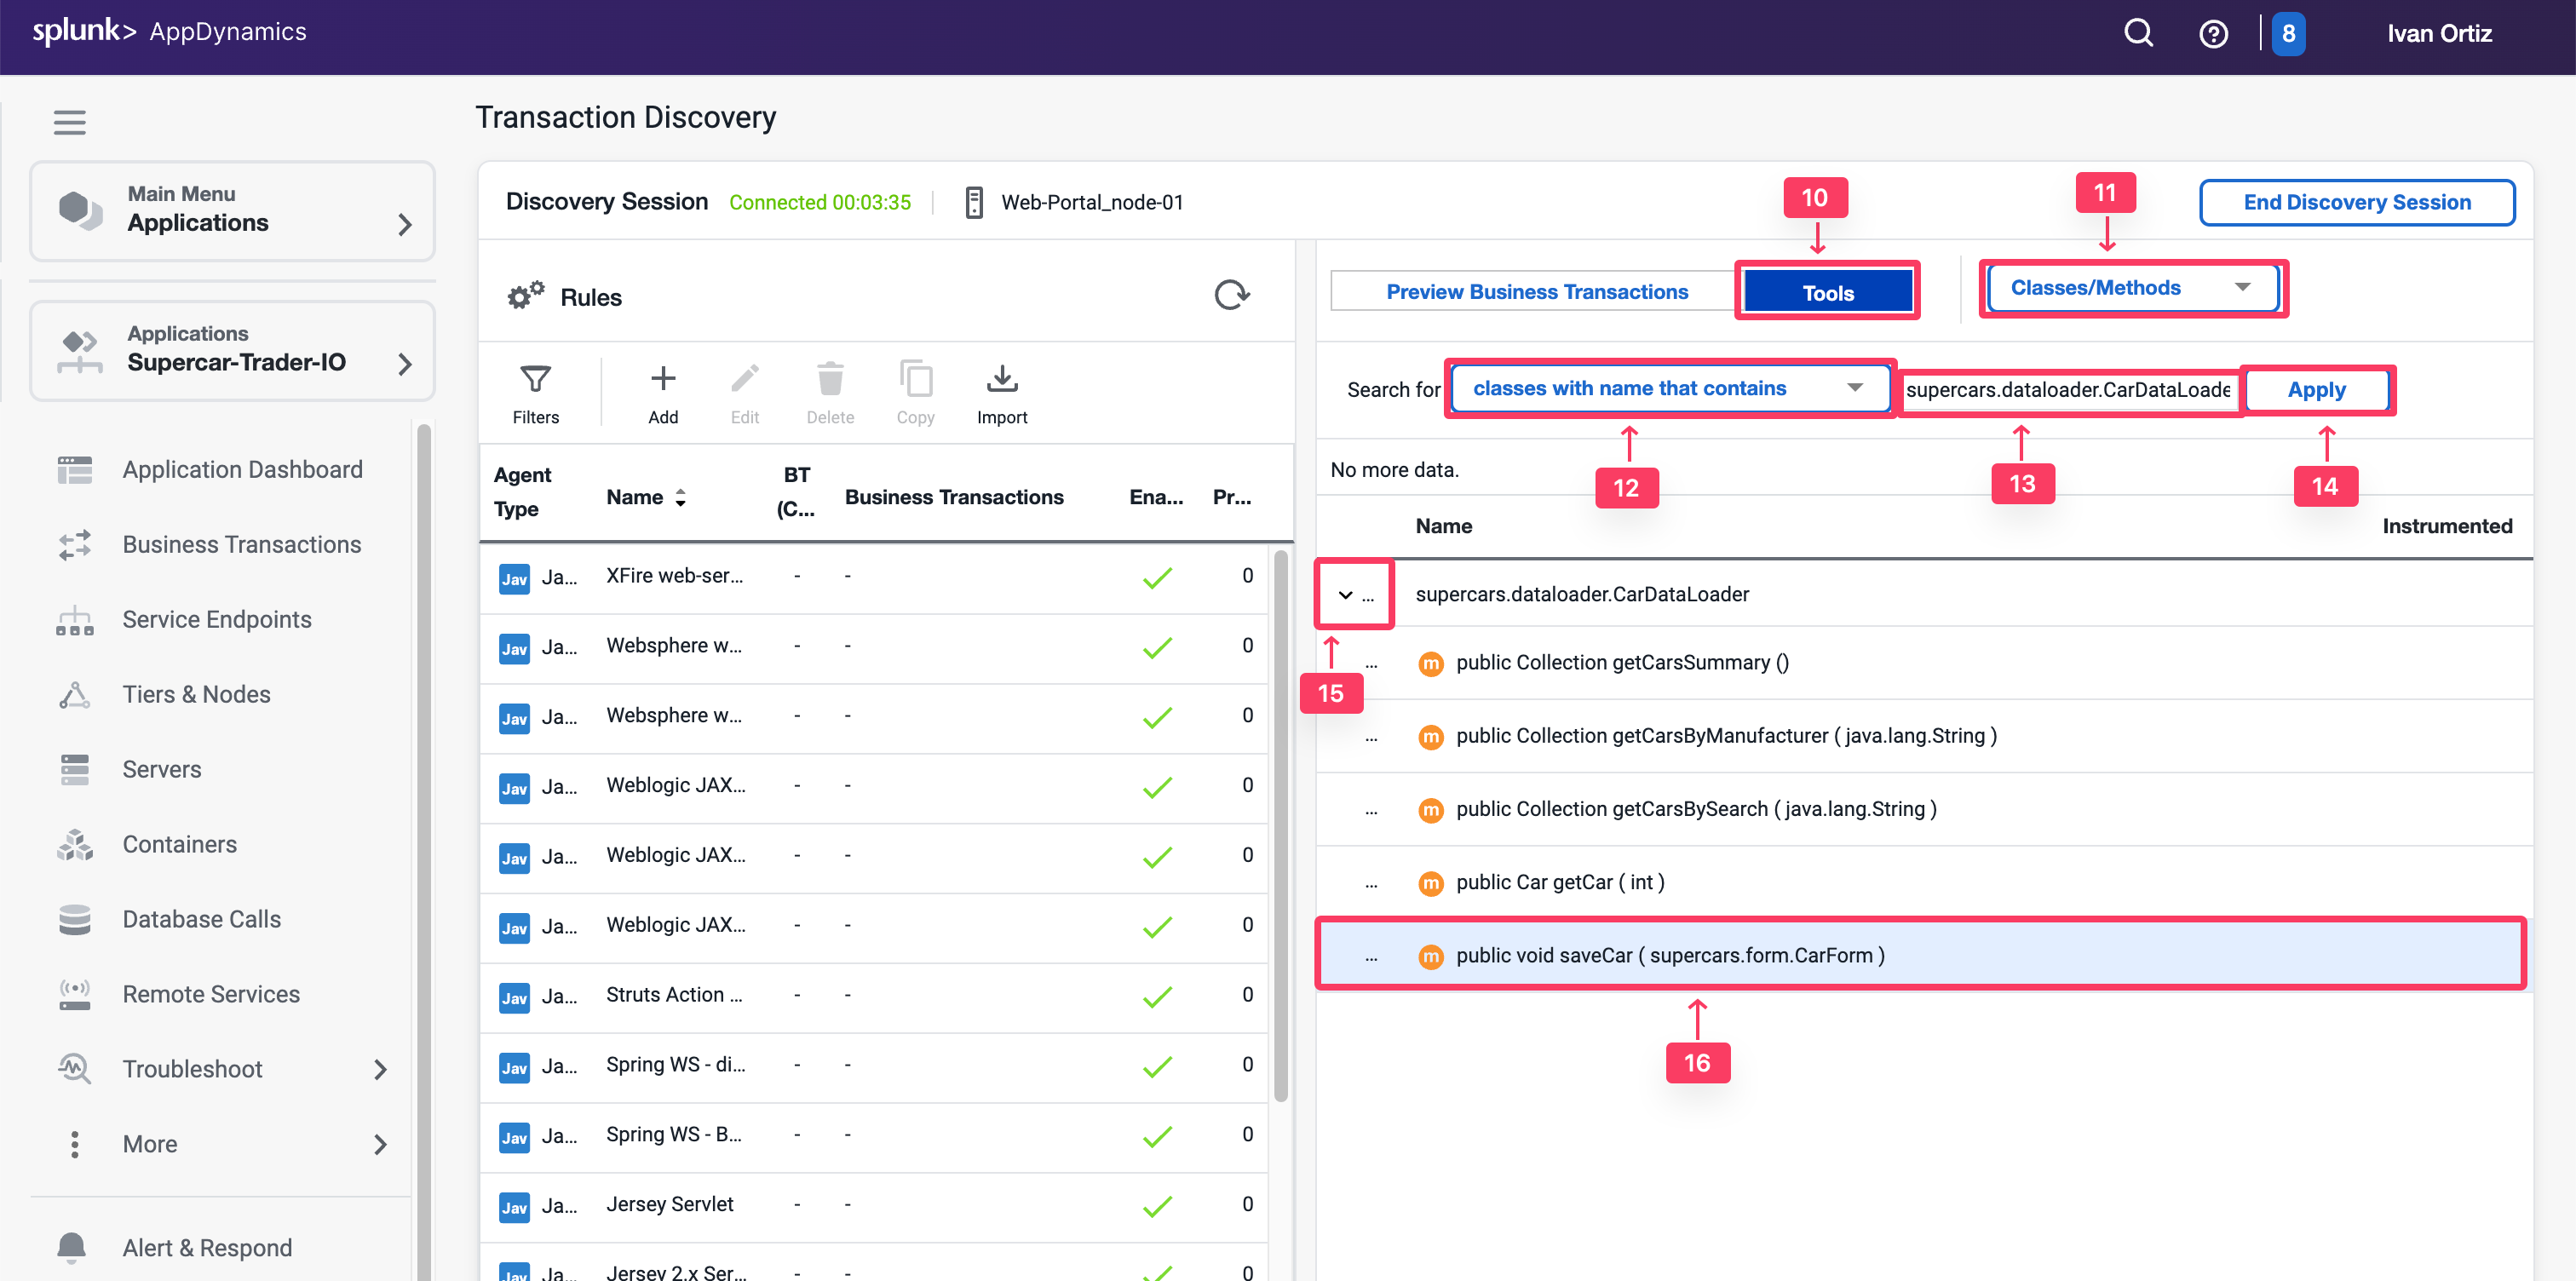 splunk> AppDynamics
8
Ivan Ortiz
Transaction Discovery
Main Menu
Applications
Applications
Supercar-Trader-IO
Application Dashboard
Business Transactions
Service Endpoints
Tiers & Nodes
Servers
Containers
Database Calls
Remote Services
Troubleshoot
More
Alert & Respond
Discovery Session Connected 00:03:35 Web-Portal_node-01
10
11
End Discovery Session
Rules
Filters Add Edit Delete Copy Import
Agent Type Name BT (C... Business Transactions Ena... Pr...
Jav Ja... XFire web-ser... - - 0
Jav Ja... Websphere w... - - 0
Jav Ja... Websphere w... - - 0
Jav Ja... Weblogic JAX... - - 0
Jav Ja... Weblogic JAX... - - 0
Jav Ja... Weblogic JAX... - - 0
Jav Ja... Struts Action ... - - 0
Jav Ja... Spring WS - di... - - 0
Jav Ja... Spring WS - B... - - 0
Jav Ja... Jersey Servlet - - 0
Jav Ja... Jersey 2.x Ser... - - 0
Preview Business Transactions Tools Classes/Methods
Search for classes with name that contains supercars.dataloader.CarDataLoade Apply
12
13
14
No more data.
Name Instrumented
... supercars.dataloader.CarDataLoader
15
... m public Collection getCarsSummary ()
... m public Collection getCarsByManufacturer ( java.lang.String )
... m public Collection getCarsBySearch ( java.lang.String )
... m public Car getCar ( int )
... m public void saveCar ( supercars.form.CarForm )
16